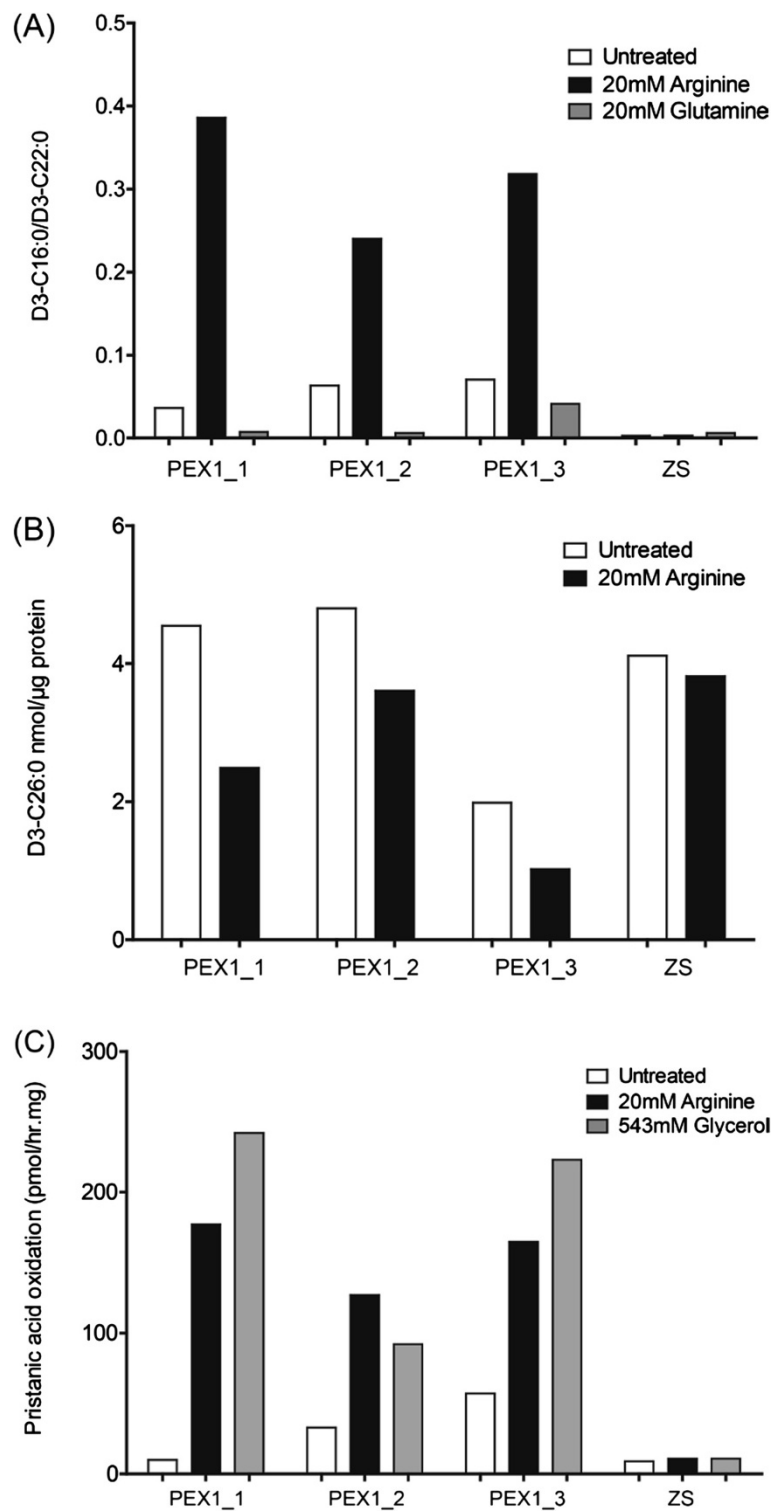 (A)
0.5
0.4
0.3
0.2
0.1
0.0
D3-C16:0/D3-C22:0
Untreated
20mM Arginine
20mM Glutamine
PEX1_1 PEX1_2 PEX1_3 ZS
(B)
6
4
2
0
D3-C26:0 nmol/µg protein
Untreated
20mM Arginine
PEX1_1 PEX1_2 PEX1_3 ZS
(C)
300
200
100
0
Pristanic acid oxidation (pmol/hr.mg)
Untreated
20mM Arginine
543mM Glycerol
PEX1_1 PEX1_2 PEX1_3 ZS